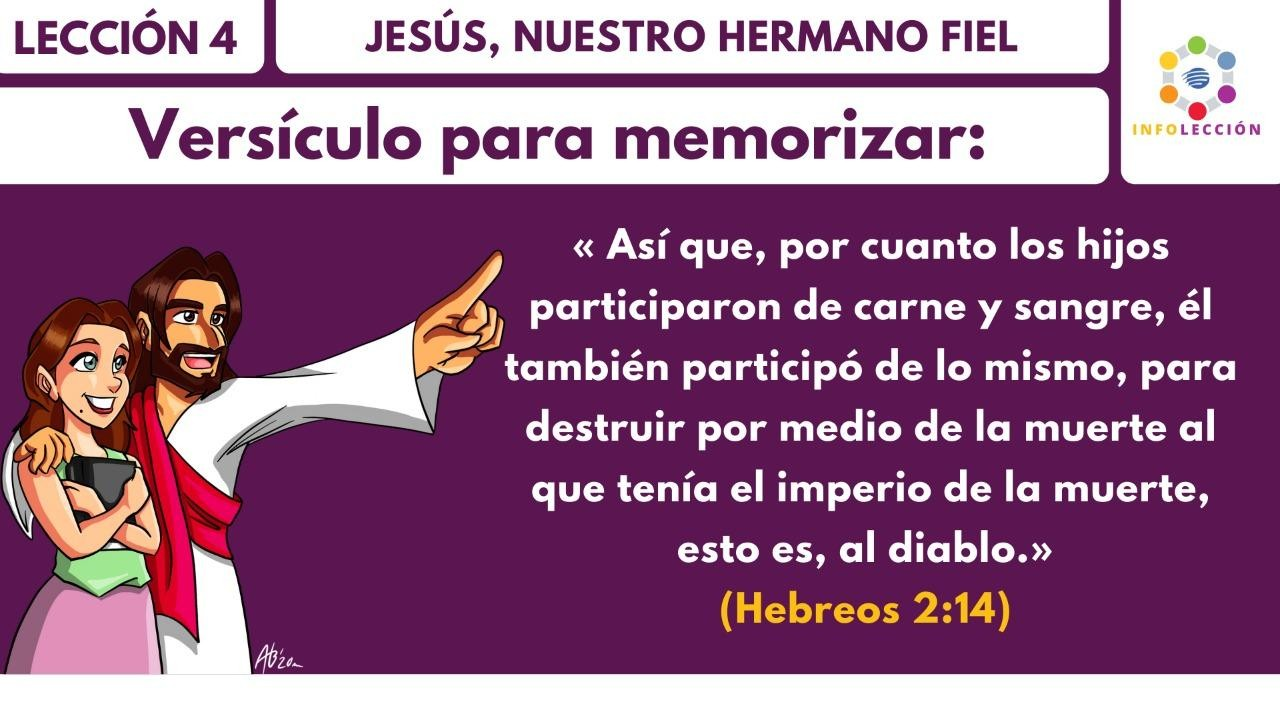 LECCIÓN 4
JESÚS, NUESTRO HERMANO FIEL
INFOLECCIÓN
Versículo para memorizar:
« Así que, por cuanto los hijos
participaron de carne y sangre, él
también participó de lo mismo, para
destruir por medio de la muerte al
que tenía el imperio de la muerte,
esto es, al diablo.»
(Hebreos 2:14)